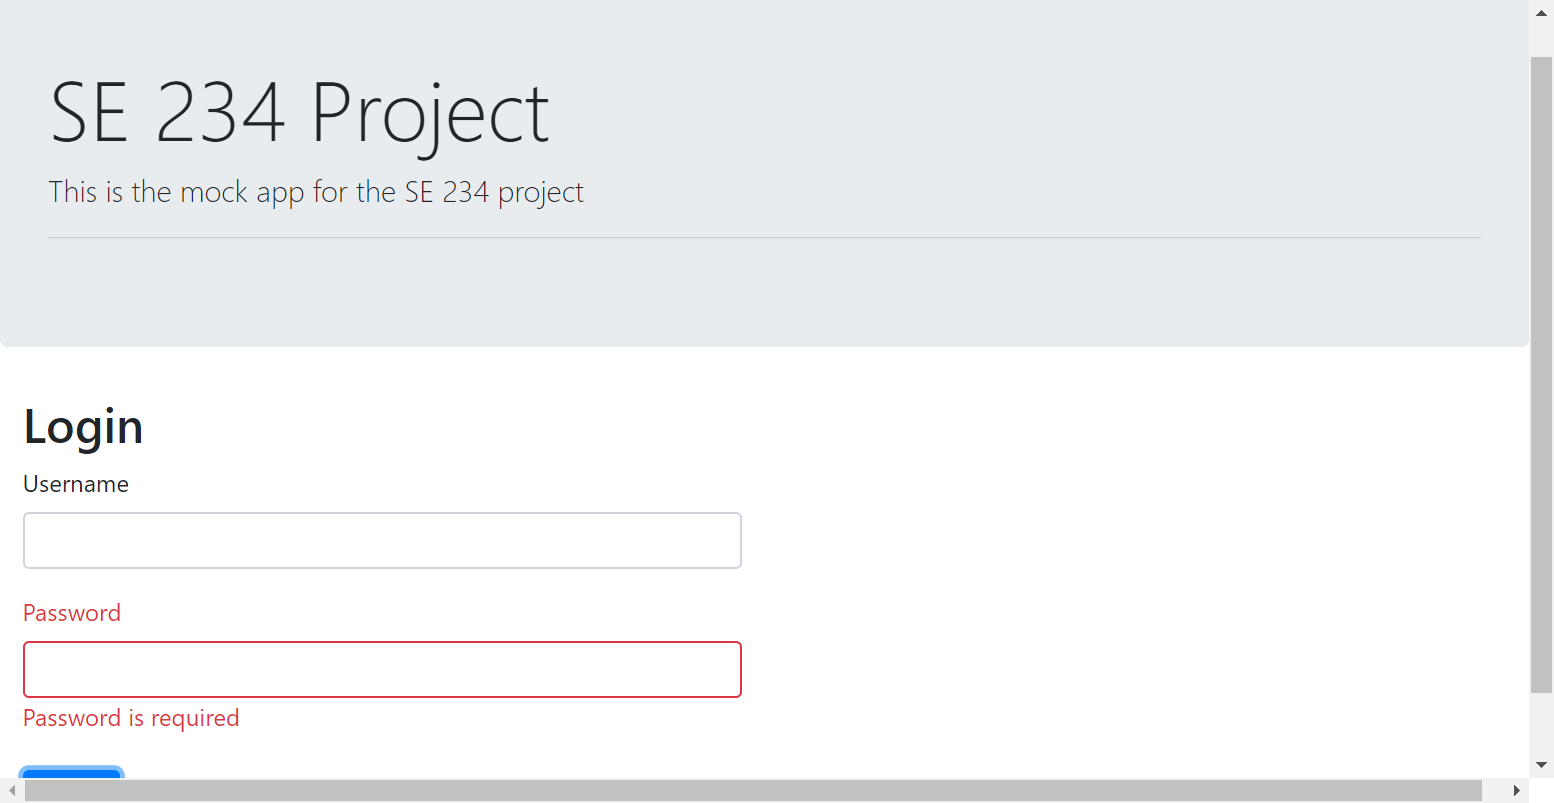 SE 234 Project
This is the mock app for the SE 234 project
Login
Username
Password
Password is required